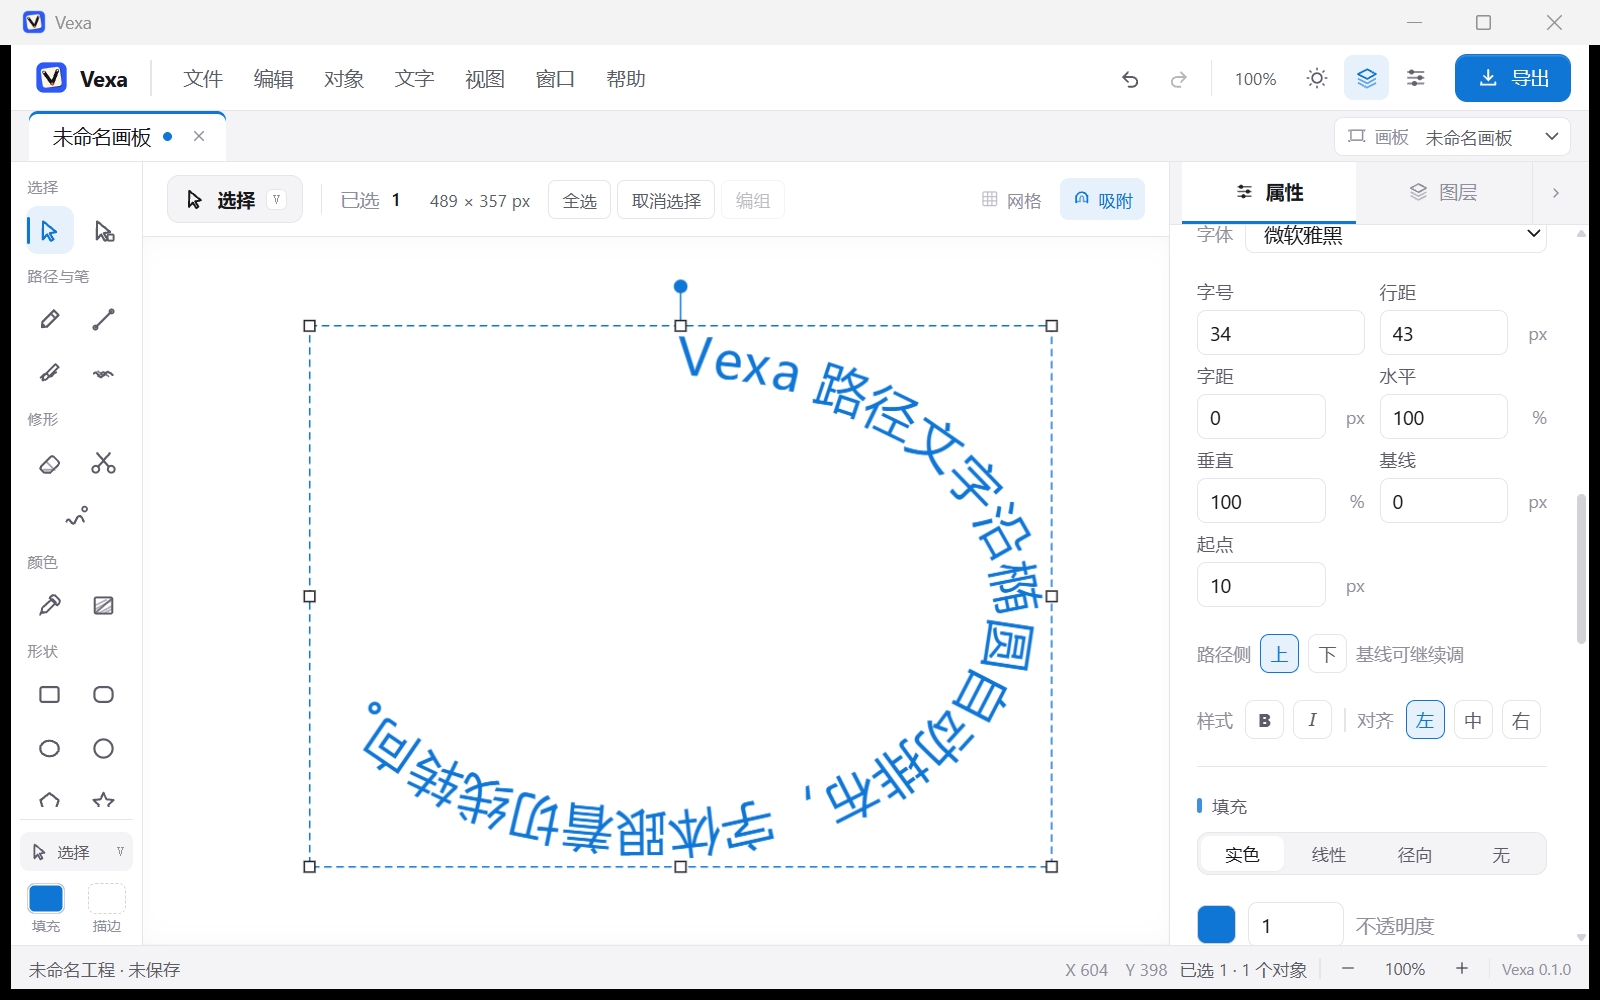 Vexa
Vexa
文件 编辑 对象 文字 视图 窗口 帮助
100%
导出
未命名画板
画板 未命名画板
选择
路径与笔
修形
颜色
形状
选择 V
填充 描边
选择 V
已选 1
489 × 357 px
全选 取消选择 编组
网格 吸附
Vexa 路径文字沿椭圆自动排布，字体跟着切线转向。
属性 图层
字体 微软雅黑
字号 行距
34 43 px
字距 水平
0 px 100 %
垂直 基线
100 % 0 px
起点
10 px
路径侧 上 下 基线可继续调
样式 B I 对齐 左 中 右
填充
实色 线性 径向 无
1 不透明度
未命名工程 · 未保存
X 604 Y 398 已选 1 · 1 个对象 100% Vexa 0.1.0